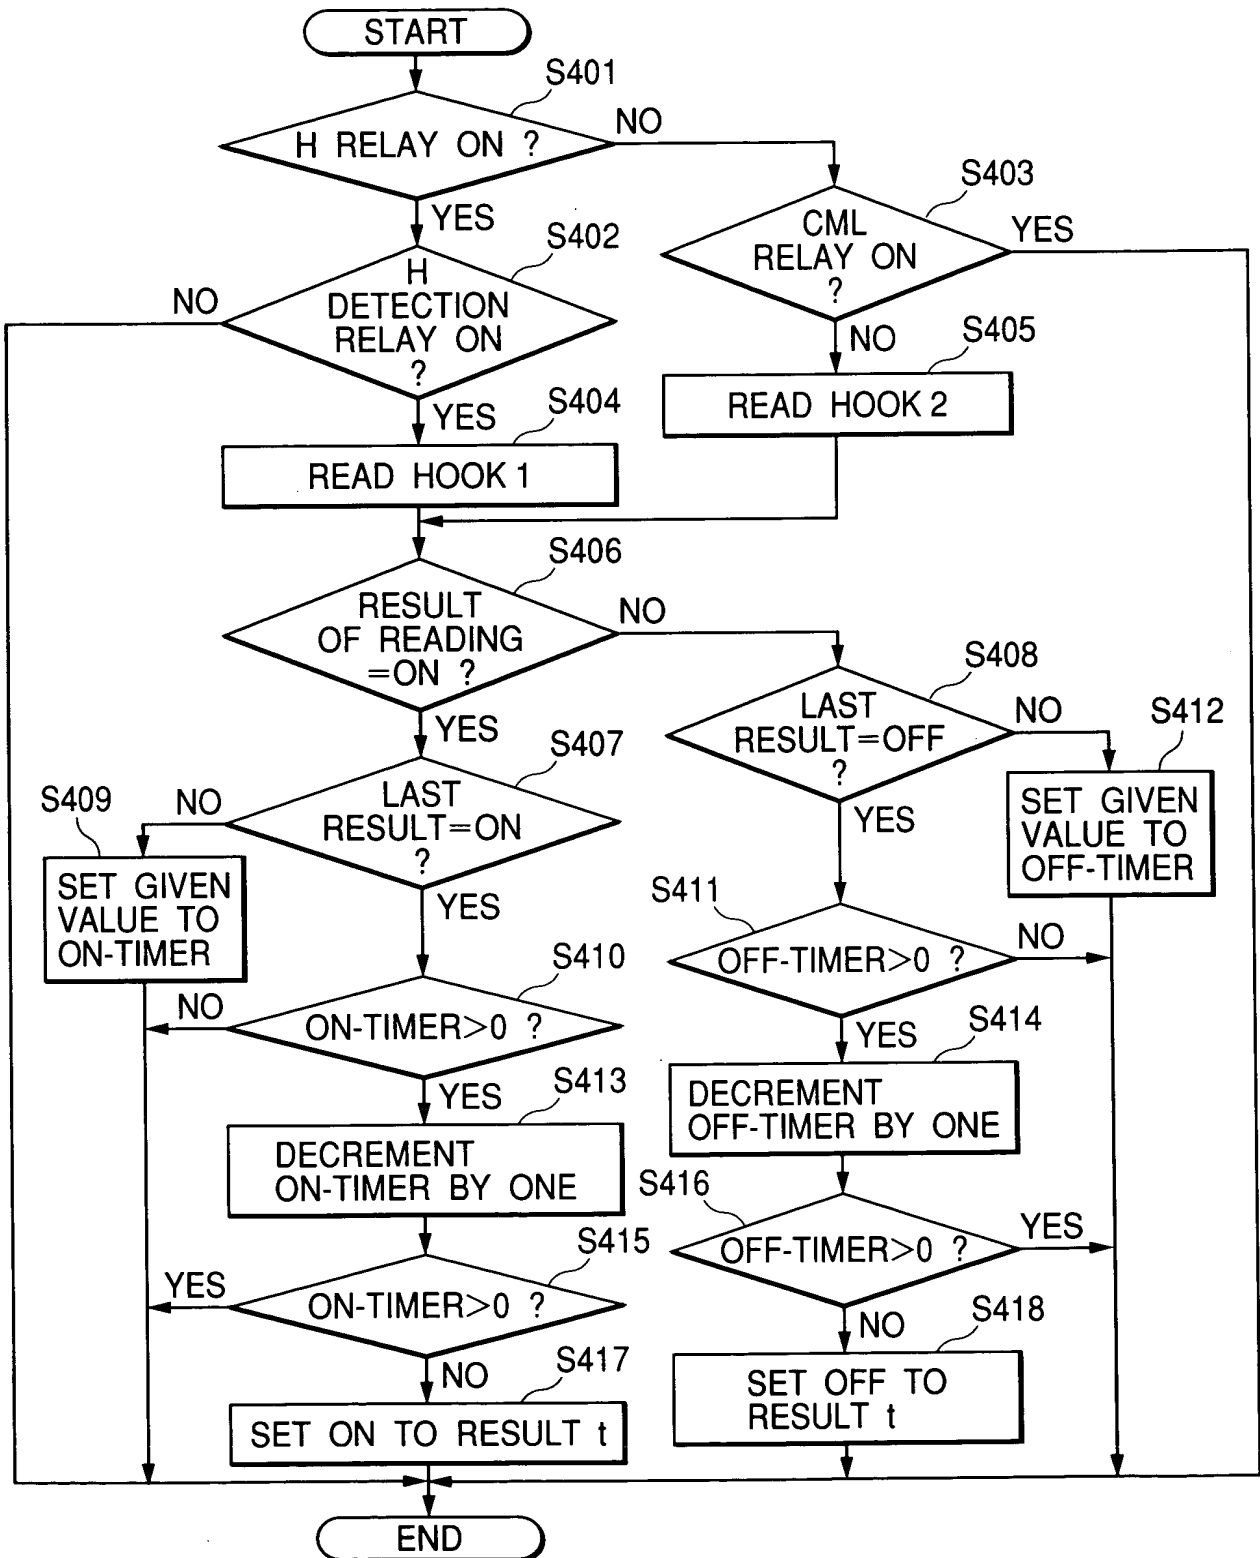 START
S401
H RELAY ON ?
NO
YES
S403
CML
RELAY ON
?
YES
NO
S402
H
DETECTION
RELAY ON
?
NO
YES
S405
READ HOOK 2
S404
READ HOOK 1
S406
RESULT
OF READING
=ON ?
NO
YES
S408
LAST
RESULT=OFF
?
NO
YES
S412
SET GIVEN
VALUE TO
OFF-TIMER
S407
LAST
RESULT=ON
?
NO
YES
S409
SET GIVEN
VALUE TO
ON-TIMER
S411
OFF-TIMER>0 ?
NO
YES
S410
ON-TIMER>0 ?
NO
YES
S414
DECREMENT
OFF-TIMER BY ONE
S413
DECREMENT
ON-TIMER BY ONE
S416
OFF-TIMER>0 ?
YES
NO
S415
ON-TIMER>0 ?
YES
NO
S418
SET OFF TO
RESULT t
S417
SET ON TO RESULT t
END